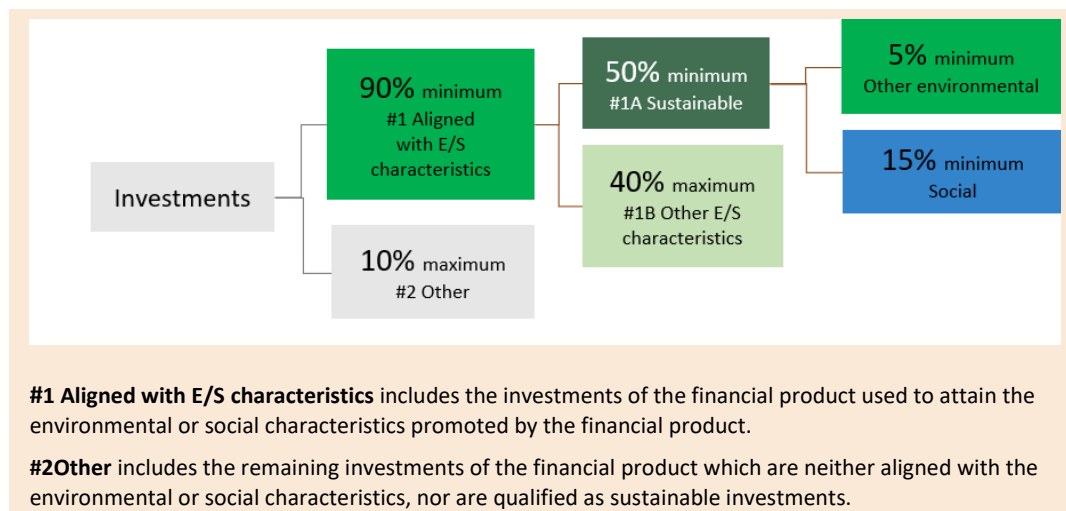 Investments
90% minimum
#1 Aligned
with E/S
characteristics
10% maximum
#2 Other
50% minimum
#1A Sustainable
40% maximum
#1B Other E/S
characteristics
5% minimum
Other environmental
15% minimum
Social
#1 Aligned with E/S characteristics includes the investments of the financial product used to attain the
environmental or social characteristics promoted by the financial product.
#2Other includes the remaining investments of the financial product which are neither aligned with the
environmental or social characteristics, nor are qualified as sustainable investments.